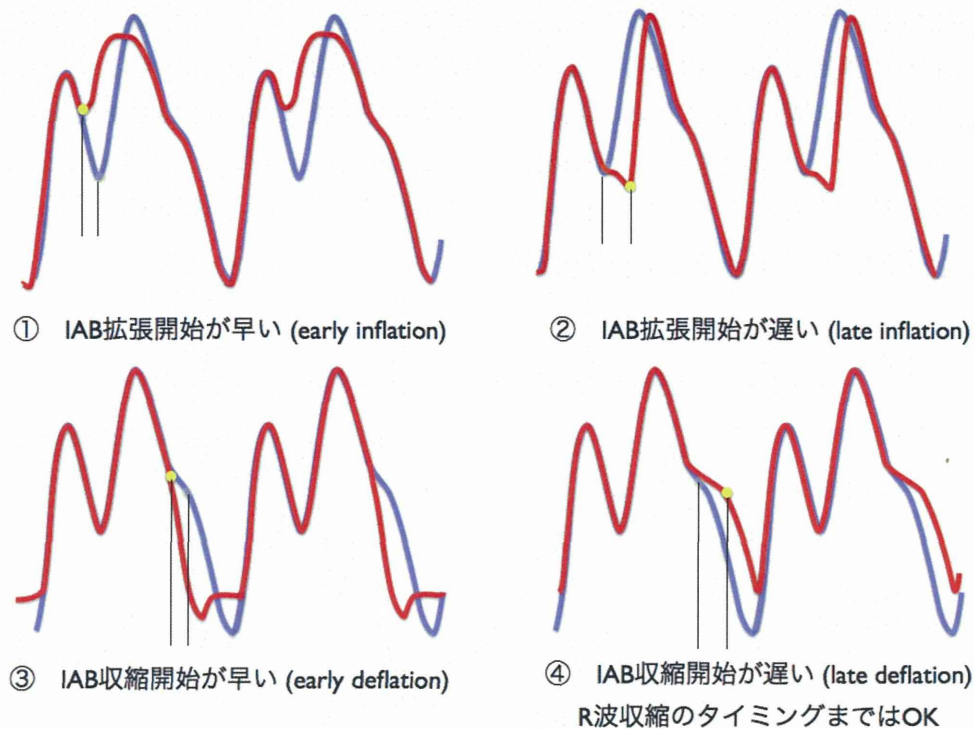 ① IAB拡張開始が早い (early inflation)
② IAB拡張開始が遅い (late inflation)
③ IAB収縮開始が早い (early deflation)
④ IAB収縮開始が遅い (late deflation)
R波収縮のタイミングまではOK